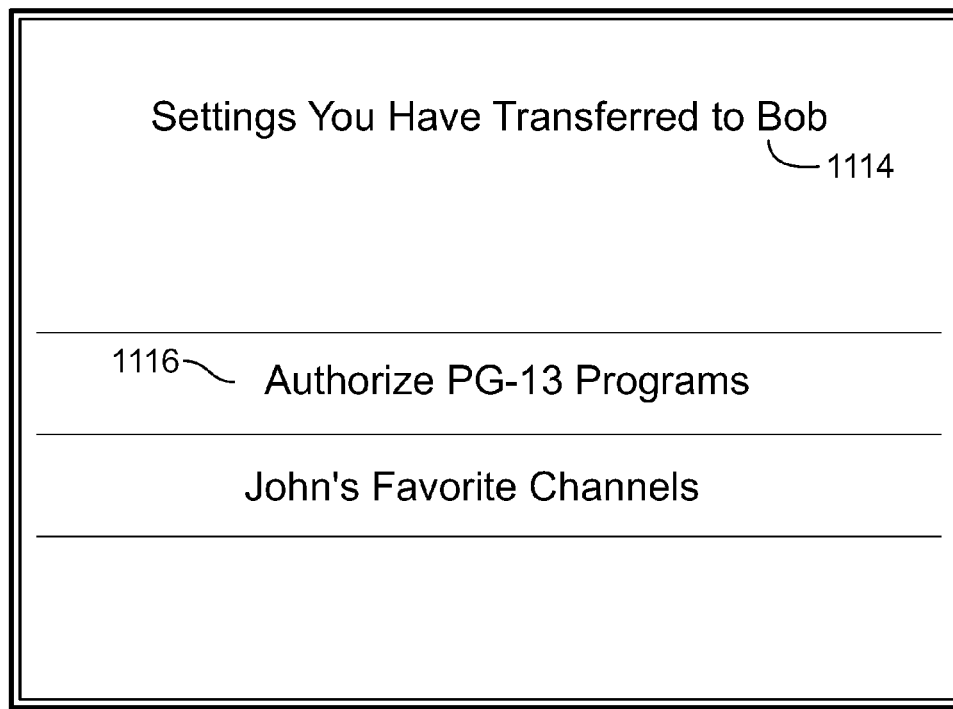 Settings You Have Transferred to Bob
1114
1116
Authorize PG-13 Programs
John's Favorite Channels